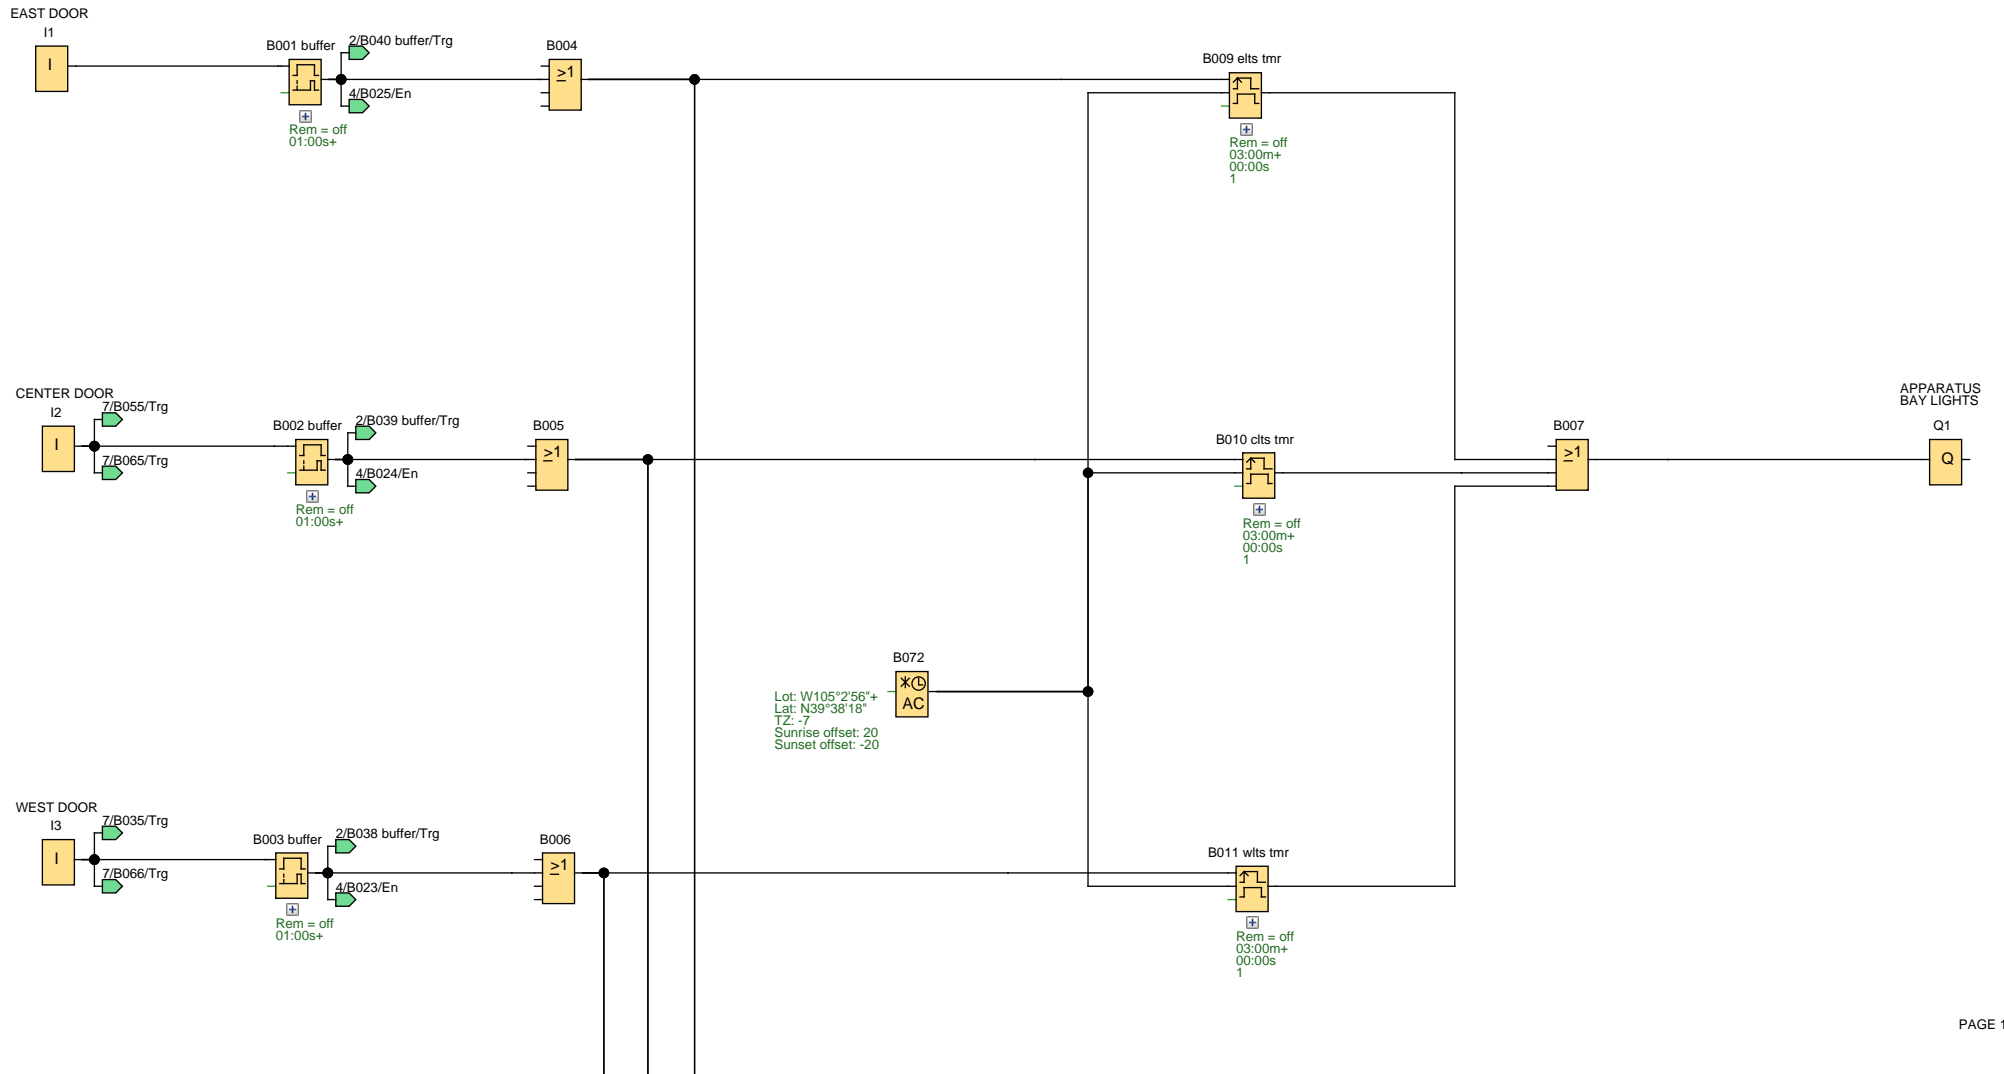 EAST DOOR
I1
I
B001 buffer
2/B040 buffer/Trg
4/B025/En
Rem = off
01:00s+
B004
≥1
B009 elts tmr
Rem = off
03:00m+
00:00s
1
CENTER DOOR
I2
I
7/B055/Trg
7/B065/Trg
B002 buffer
2/B039 buffer/Trg
4/B024/En
Rem = off
01:00s+
B005
≥1
B010 clts tmr
Rem = off
03:00m+
00:00s
1
B007
≥1
APPARATUS
BAY LIGHTS
Q1
Q
B072
AC
Lot: W105°2'56"+
Lat: N39°38'18"
TZ: -7
Sunrise offset: 20
Sunset offset: -20
WEST DOOR
I3
I
7/B035/Trg
7/B066/Trg
B003 buffer
2/B038 buffer/Trg
4/B023/En
Rem = off
01:00s+
B006
≥1
B011 wlts tmr
Rem = off
03:00m+
00:00s
1
PAGE 1